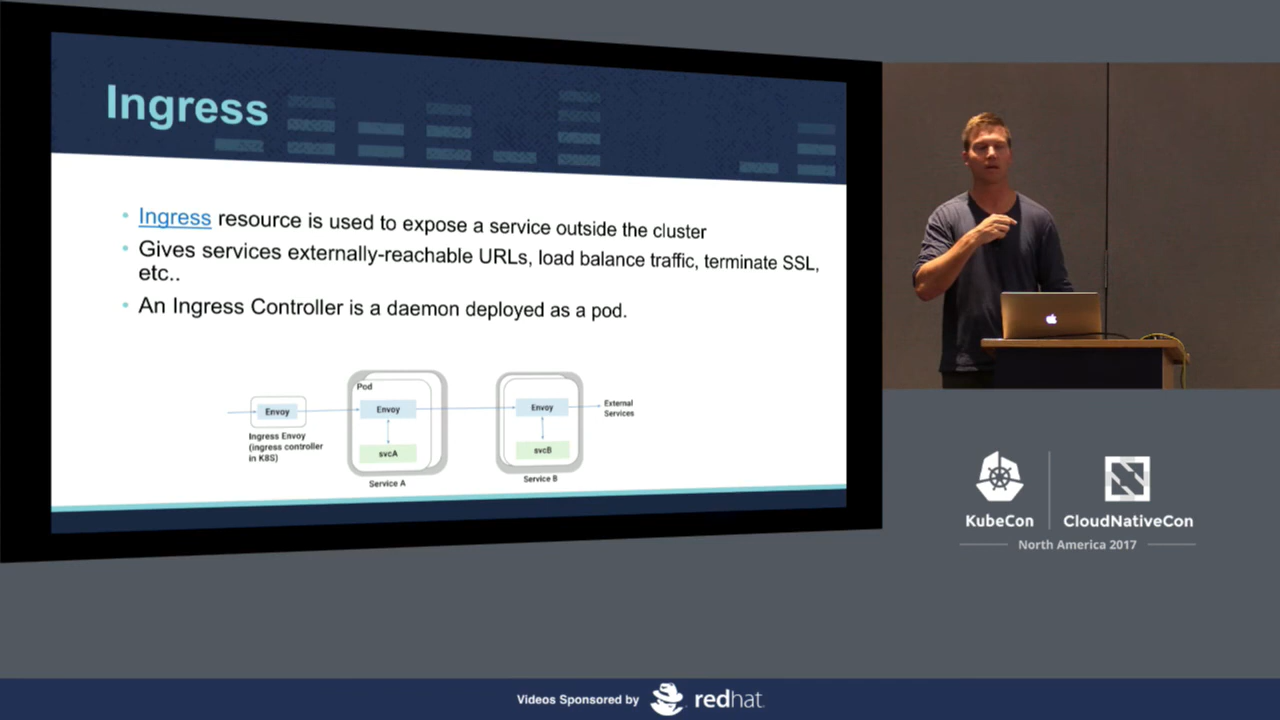 Ingress
Ingress resource is used to expose a service outside the cluster
Gives services externally-reachable URLs, load balance traffic, terminate SSL,
etc..
An Ingress Controller is a daemon deployed as a pod.
Pod
Envoy
Envoy
Envoy
External
Services
Ingress Envoy
(ingress controller
in K8S)
svcA
svcB
Service A
Service B
KubeCon
CloudNativeCon
North America 2017
Videos Sponsored by
redhat.